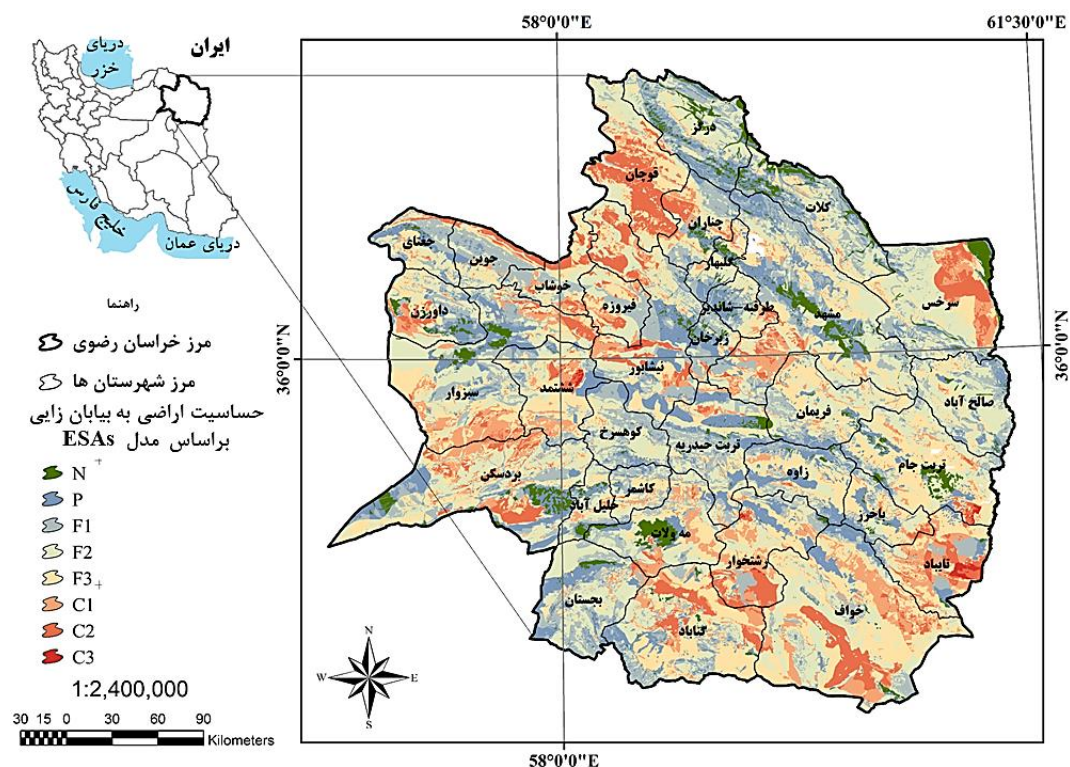 58°0'0"E
61°30'0"E
ایران
دریای
خزر
خلیج فارس
دریای عمان
راهنما
مرز خراسان رضوی
مرز شهرستان ها
حساسیت اراضی به بیابان زایی
براساس مدل ESAs
N
P
F1
F2
F3
C1
C2
C3
1:2,400,000
30 15 0 30 60 90
Kilometers
36°0'0"N
36°0'0"N
درگز
قوچان
کلات
چناران
گلبهار
جغتای
جوین
خوشاب
فیروزه
طرقبه شاندیز
سرخس
داورزن
مشهد
زبرخان
نیشابور
ششتمد
سبزوار
صالح آباد
فریمان
کوهسرخ
تربت حیدریه
تربت جام
بردسکن
کاشمر
زاوه
خلیل آباد
باخرز
مه ولات
رشتخوار
تایباد
بجستان
خواف
گناباد
N
W
E
S
58°0'0"E